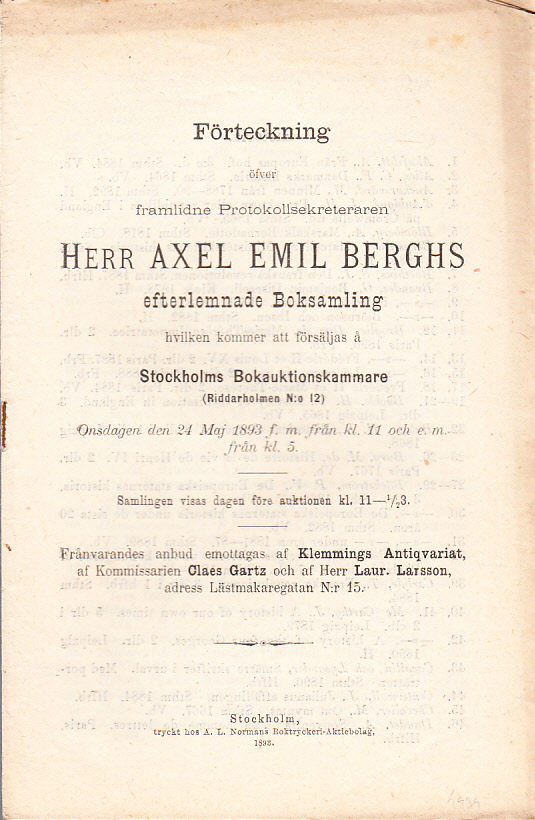 Förteckning
öfver
framlidne Protokollsekreteraren
HERR AXEL EMIL BERGHS
efterlemnade Boksamling
hvilken kommer att försäljas å
Stockholms Bokauktionskammare
(Riddarholmen N:o 12)
Onsdagen den 24 Maj 1893 f. m. från kl. 11 och e. m.
från kl. 5.
Samlingen visas dagen före auktionen kl. 11—1/23.
Frånvarandes anbud emottagas af Klemmings Antiqvariat,
af Kommissarien Claes Gartz och af Herr Laur. Larsson,
adress Lästmakaregatan N:r 15.
Stockholm,
tryckt hos A. L. Normans Boktryckeri-Aktiebolag,
1893.